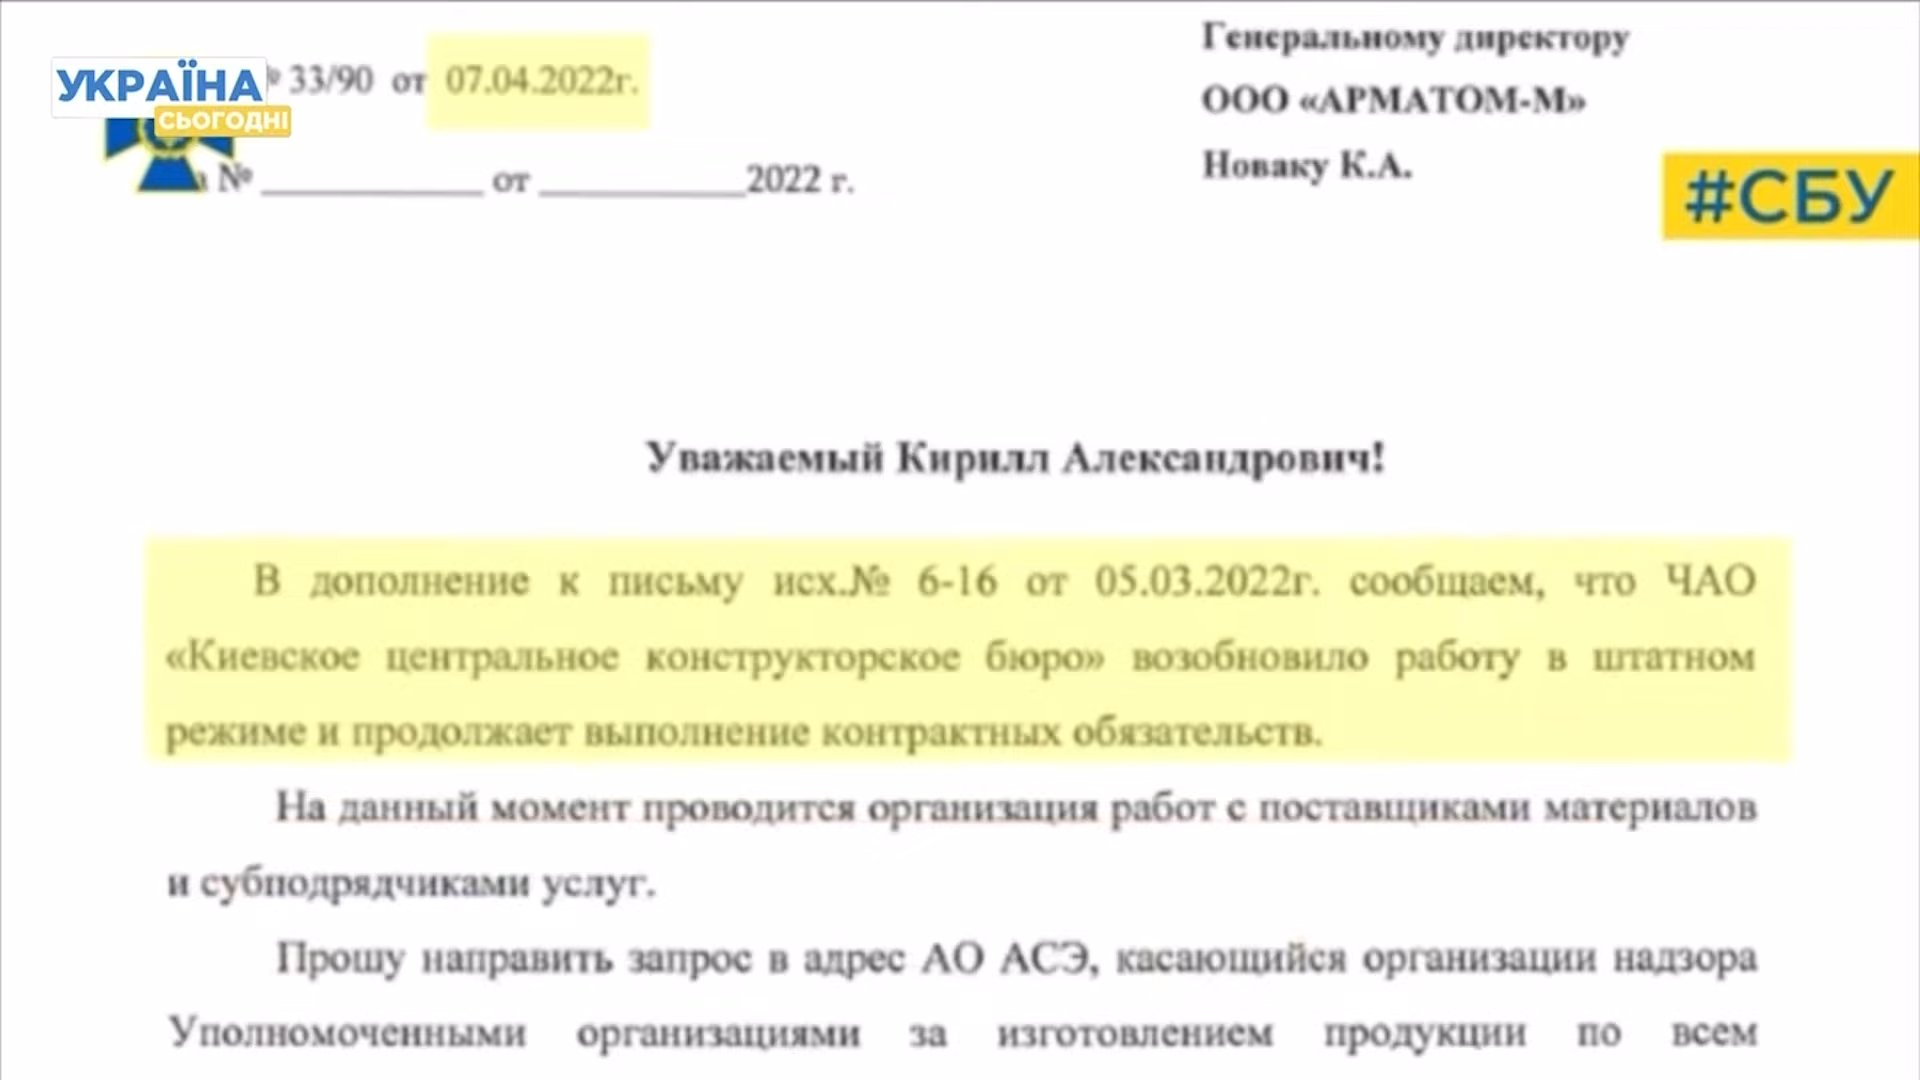 УКРАЇНА
СЬОГОДНІ
№ 33/90 от 07.04.2022г.
№ ____________ от ___________2022 г.
Генеральному директору
ООО «АРМАТОМ-М»
Новаку К.А.
#СБУ
Уважаемый Кирилл Александрович!
В дополнение к письму исх.№ 6-16 от 05.03.2022г. сообщаем, что ЧАО
«Киевское центральное конструкторское бюро» возобновило работу в штатном
режиме и продолжает выполнение контрактных обязательств.
На данный момент проводится организация работ с поставщиками материалов
и субподрядчиками услуг.
Прошу направить запрос в адрес АО АСЭ, касающийся организации надзора
Уполномоченными организациями за изготовлением продукции по всем